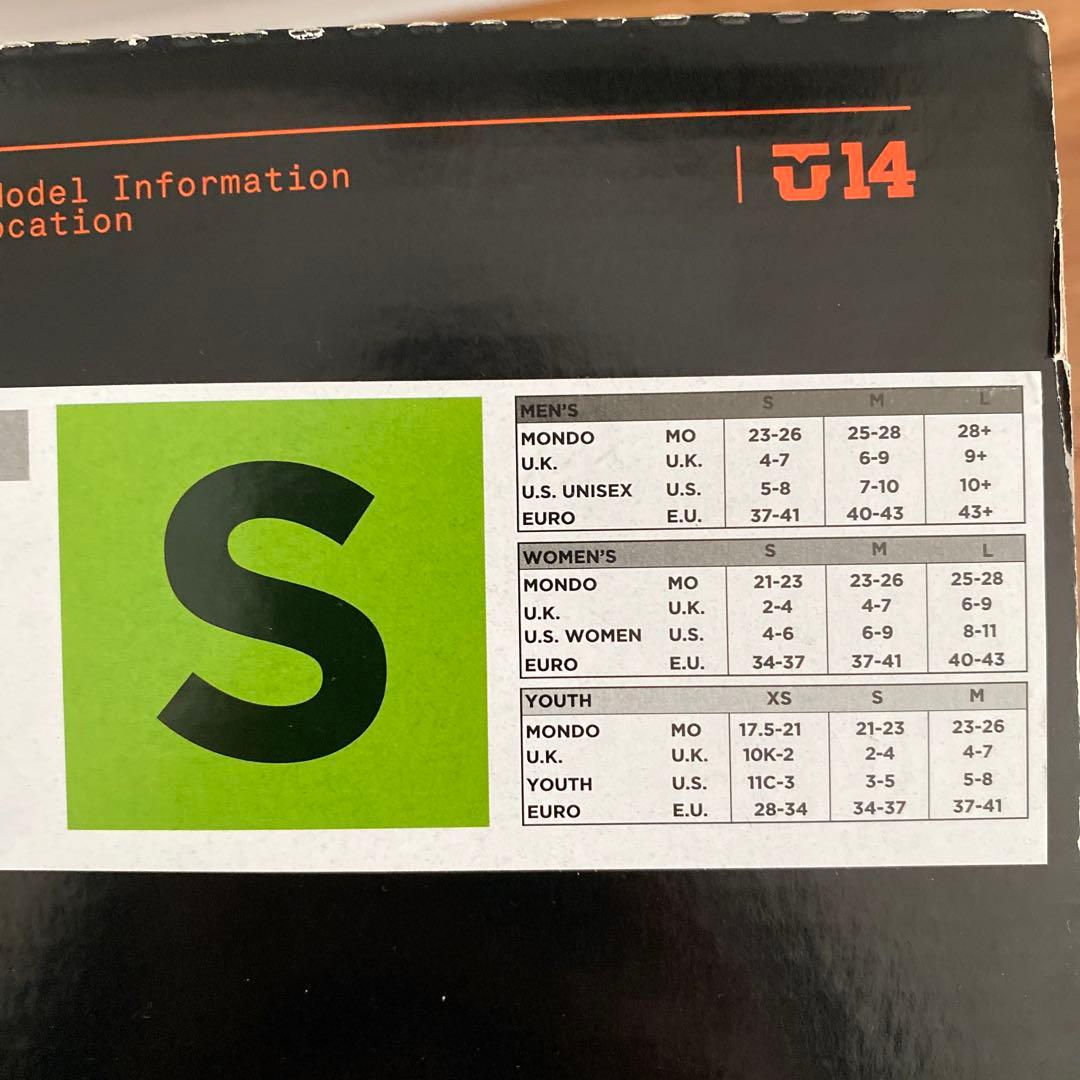 Model Information
ocation
U14
S
MEN'S S M L
MONDO MO 23-26 25-28 28+
U.K. U.K. 4-7 6-9 9+
U.S. UNISEX U.S. 5-8 7-10 10+
EURO E.U. 37-41 40-43 43+
WOMEN'S S M L
MONDO MO 21-23 23-26 25-28
U.K. U.K. 2-4 4-7 6-9
U.S. WOMEN U.S. 4-6 6-9 8-11
EURO E.U. 34-37 37-41 40-43
YOUTH XS S M
MONDO MO 17.5-21 21-23 23-26
U.K. U.K. 10K-2 2-4 4-7
YOUTH U.S. 11C-3 3-5 5-8
EURO E.U. 28-34 34-37 37-41